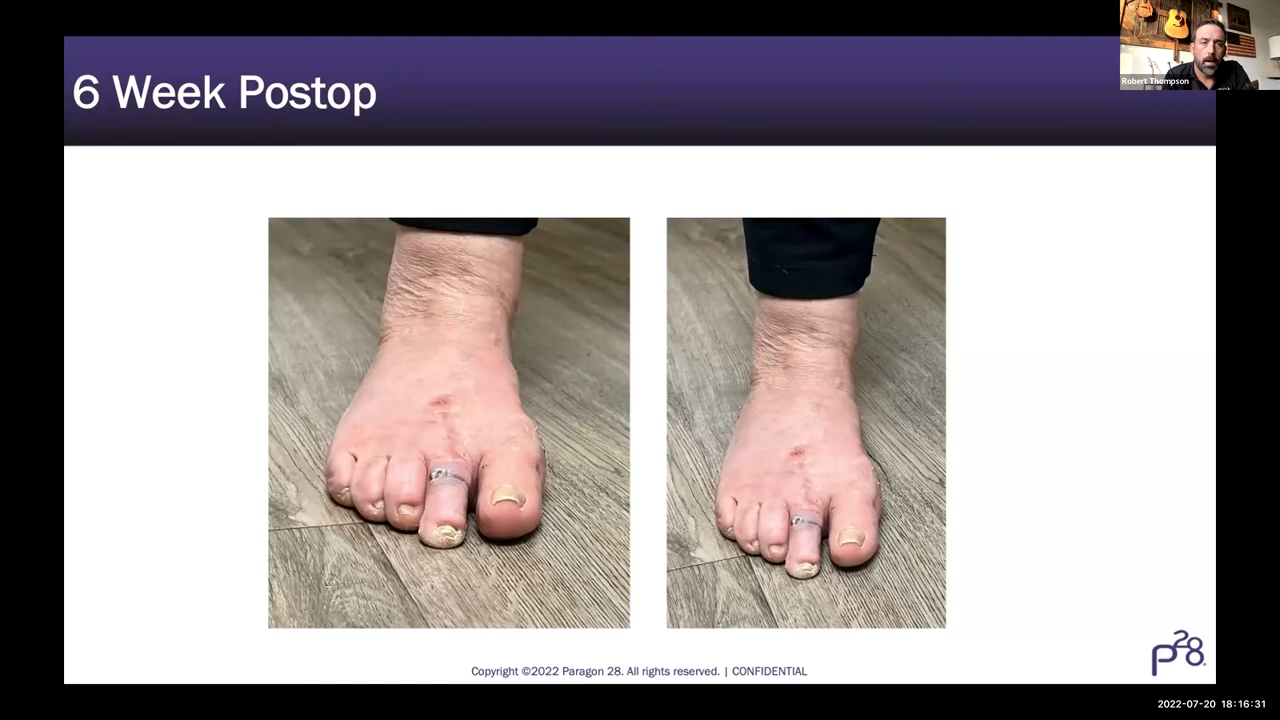 6 Week Postop
Robert Thompson
P28
Copyright ©2022 Paragon 28. All rights reserved. | CONFIDENTIAL
2022-07-20 18:16:31